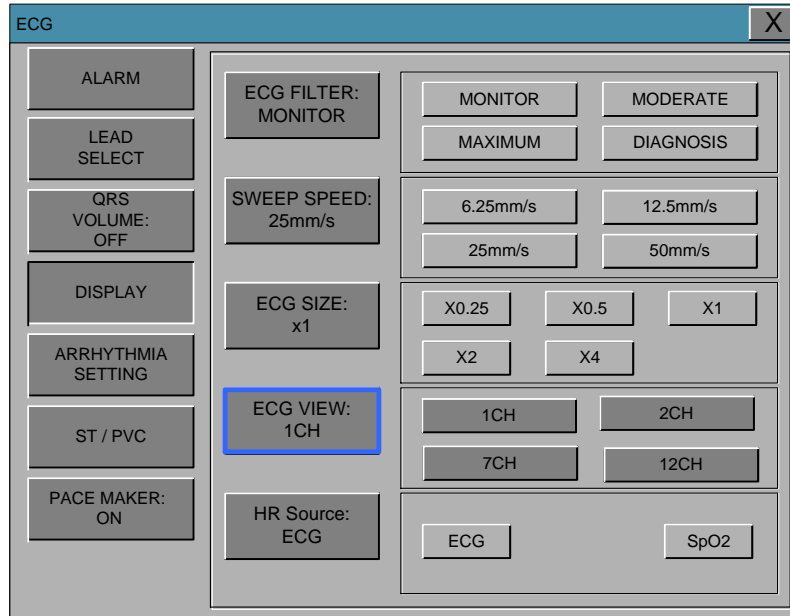 ECG
X
ALARM
LEAD
SELECT
QRS
VOLUME:
OFF
DISPLAY
ARRHYTHMIA
SETTING
ST / PVC
PACE MAKER:
ON
ECG FILTER:
MONITOR
MONITOR
MODERATE
MAXIMUM
DIAGNOSIS
SWEEP SPEED:
25mm/s
6.25mm/s
12.5mm/s
25mm/s
50mm/s
ECG SIZE:
x1
X0.25
X0.5
X1
X2
X4
ECG VIEW:
1CH
1CH
2CH
7CH
12CH
HR Source:
ECG
ECG
SpO2